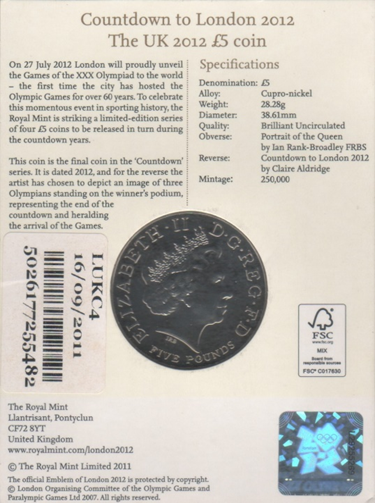 Countdown to London 2012
The UK 2012 £5 coin
On 27 July 2012 London will proudly unveil
the Games of the XXX Olympiad to the world
– the first time the city has hosted the
Olympic Games for over 60 years. To celebrate
this momentous event in sporting history, the
Royal Mint is striking a limited-edition series
of four £5 coins to be released in turn during
the countdown years.
This coin is the final coin in the 'Countdown'
series. It is dated 2012, and for the reverse the
artist has chosen to depict an image of three
Olympians standing on the winner's podium,
representing the end of the
countdown and heralding
the arrival of the Games.
Specifications
Denomination: £5
Alloy: Cupro-nickel
Weight: 28.28g
Diameter: 38.61mm
Quality: Brilliant Uncirculated
Obverse: Portrait of the Queen
by Ian Rank-Broadley FRBS
Reverse: Countdown to London 2012
by Claire Aldridge
Mintage: 250,000
ELIZABETH·II D·G·REG·F·D
IRB
FIVE POUNDS
LUKC4
16/09/2011
5026177255482
FSC
www.fsc.org
MIX
Board from
responsible sources
FSC® C017630
The Royal Mint
Llantrisant, Pontyclun
CF72 8YT
United Kingdom
www.royalmint.com/london2012
© The Royal Mint Limited 2011
The official Emblem of London 2012 is protected by copyright.
© London Organising Committee of the Olympic Games and
Paralympic Games Ltd 2007. All rights reserved.